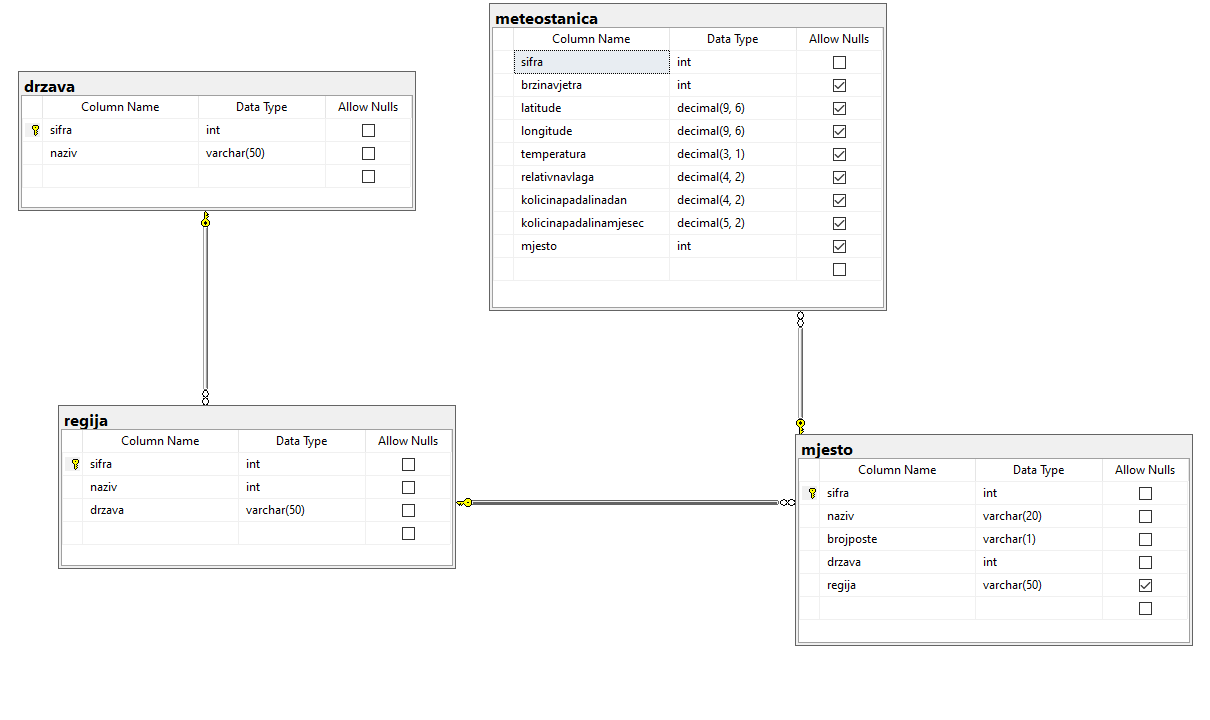 meteostanica
Column Name Data Type Allow Nulls
sifra int
brzinavjetra int
latitude decimal(9, 6)
longitude decimal(9, 6)
temperatura decimal(3, 1)
relativnavlaga decimal(4, 2)
kolicinapadalinadan decimal(4, 2)
kolicinapadalinamjesec decimal(5, 2)
mjesto int
drzava
Column Name Data Type Allow Nulls
sifra int
naziv varchar(50)
regija
Column Name Data Type Allow Nulls
sifra int
naziv int
drzava varchar(50)
mjesto
Column Name Data Type Allow Nulls
sifra int
naziv varchar(20)
brojposte varchar(1)
drzava int
regija varchar(50)